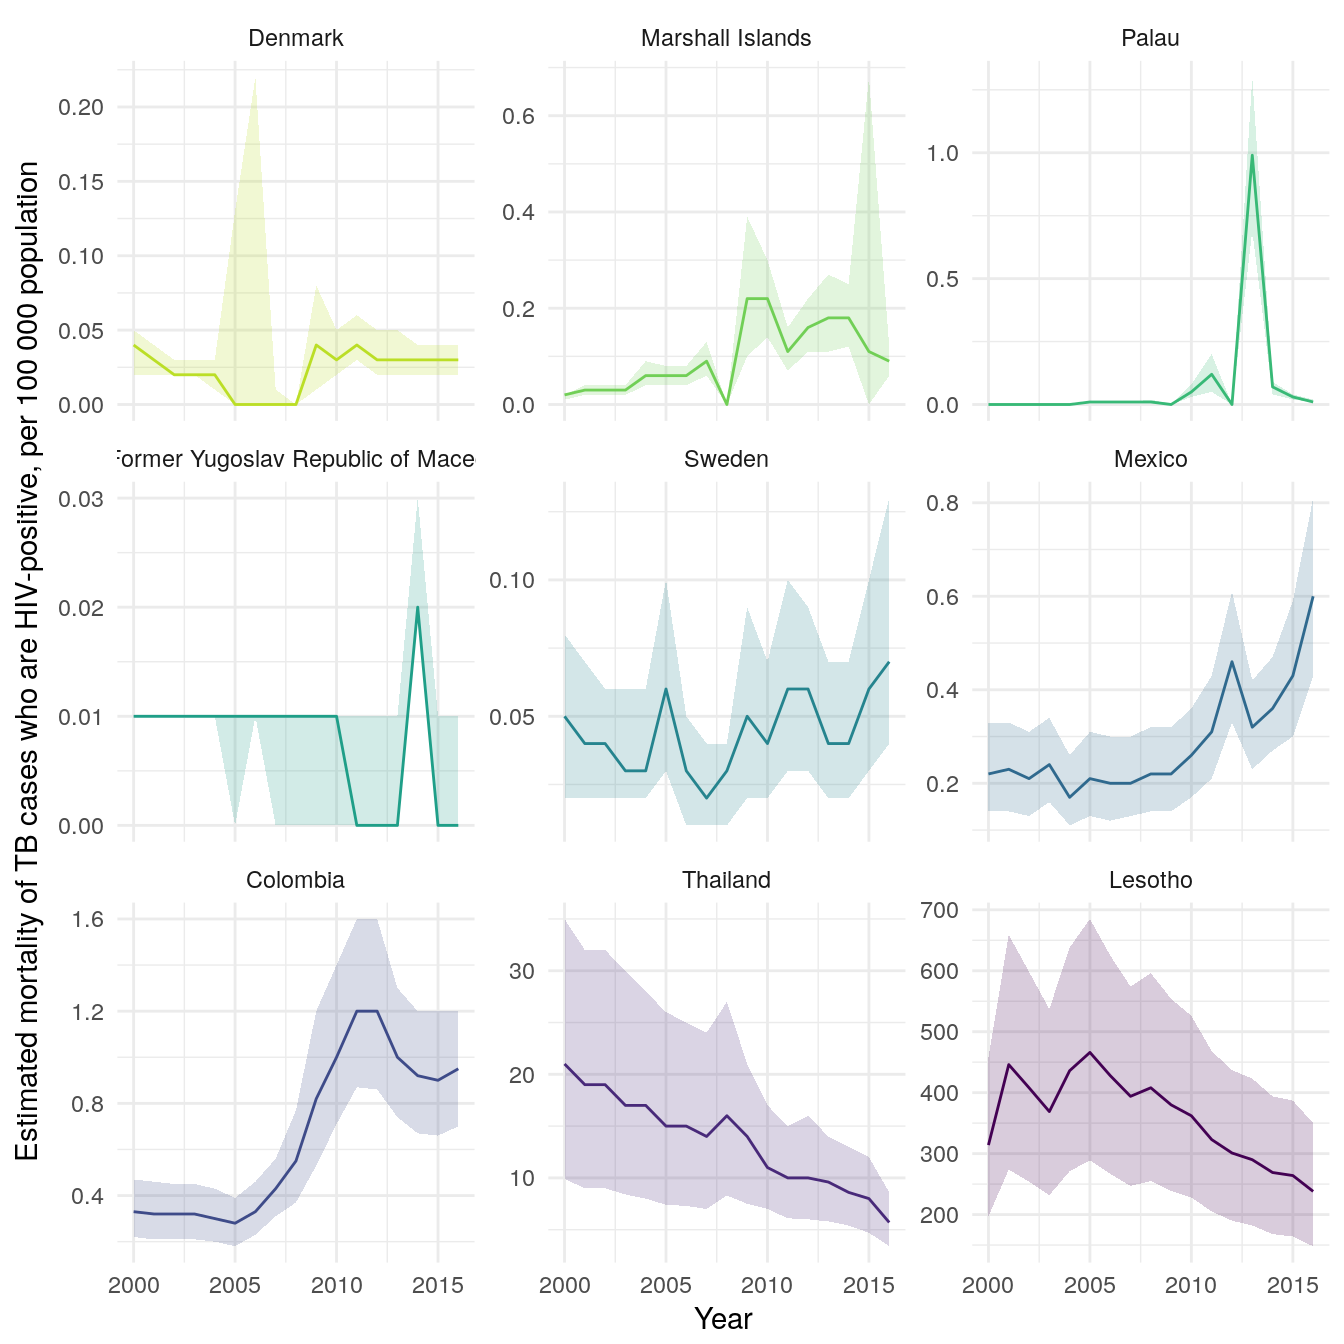 Estimated mortality of TB cases who are HIV-positive, per 100 000 population
Denmark
0.20
0.15
0.10
0.05
0.00
Marshall Islands
0.6
0.4
0.2
0.0
Palau
1.0
0.5
0.0
Former Yugoslav Republic of Mace
0.03
0.02
0.01
0.00
Sweden
0.10
0.05
Mexico
0.8
0.6
0.4
0.2
Colombia
1.6
1.2
0.8
0.4
2000 2005 2010 2015
Thailand
30
20
10
2000 2005 2010 2015
Lesotho
700
600
500
400
300
200
2000 2005 2010 2015
Year